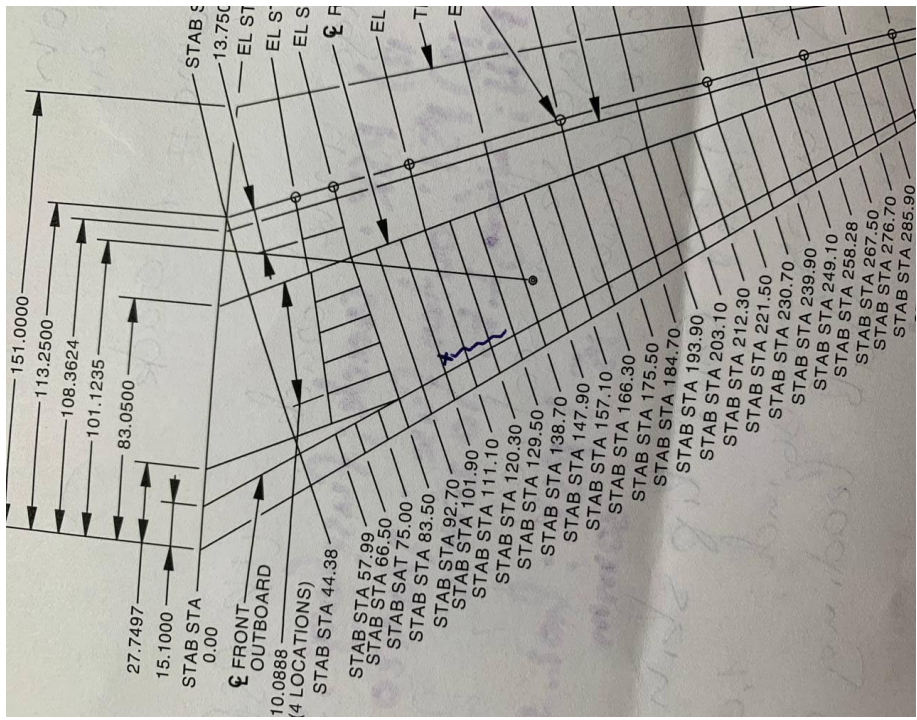 STAB S
13.750
EL ST
EL ST
EL S
℄ F
EL
T
E
151.0000
113.2500
108.3624
101.1235
83.0500
27.7497
15.1000
STAB STA
0.00
℄ FRONT
OUTBOARD
10.0888
(4 LOCATIONS)
STAB STA 44.38
STAB STA 57.99
STAB STA 66.50
STAB SAT 75.00
STAB STA 83.50
STAB STA 92.70
STAB STA 101.90
STAB STA 111.10
STAB STA 120.30
STAB STA 129.50
STAB STA 138.70
STAB STA 147.90
STAB STA 157.10
STAB STA 166.30
STAB STA 175.50
STAB STA 184.70
STAB STA 193.90
STAB STA 203.10
STAB STA 212.30
STAB STA 221.50
STAB STA 230.70
STAB STA 239.90
STAB STA 249.10
STAB STA 258.28
STAB STA 267.50
STAB STA 276.70
STAB STA 285.90